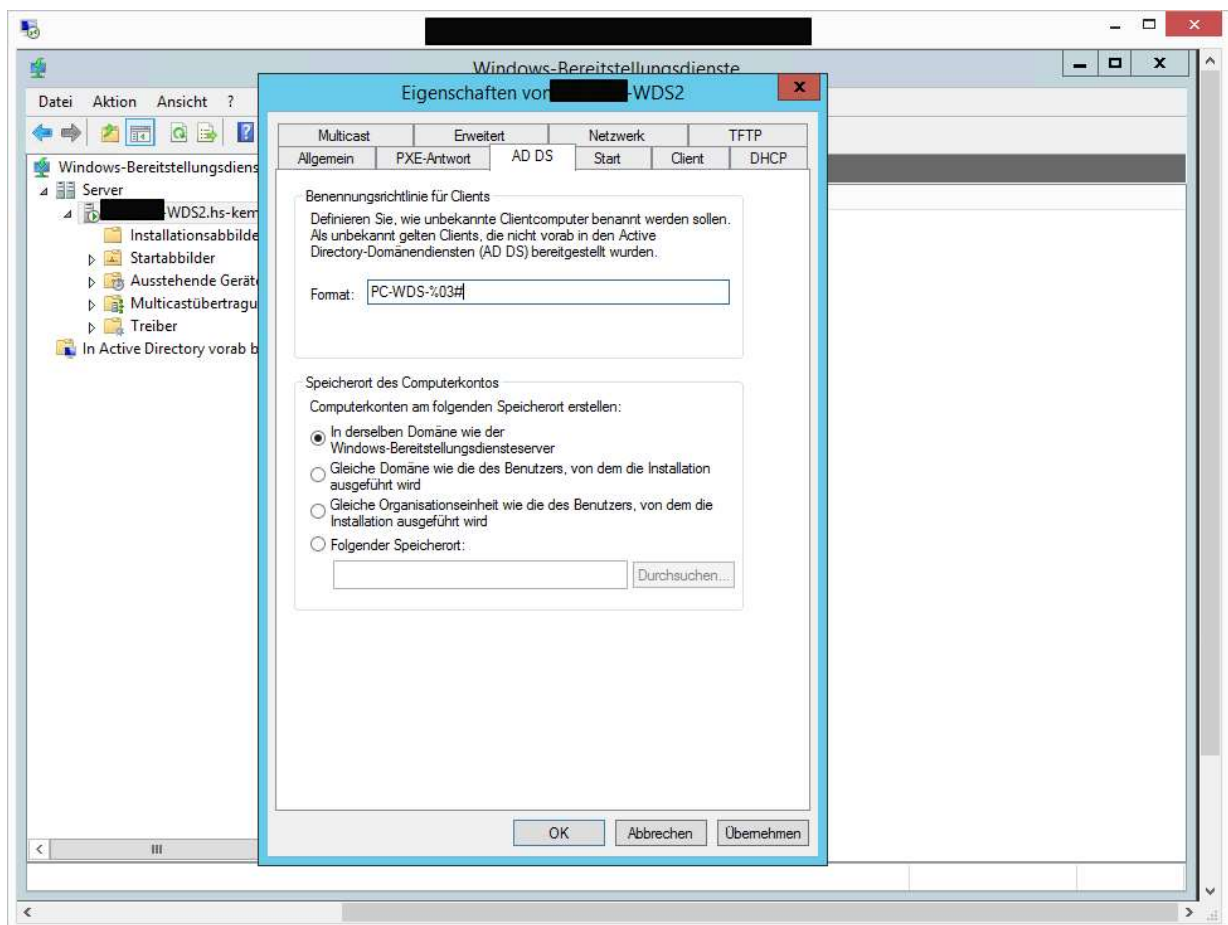 Windows-Bereitstellungsdienste
Datei Aktion Ansicht ?
Windows-Bereitstellungsdiens
Server
-WDS2.hs-kem
Installationsabbilde
Startabbilder
Ausstehende Geräte
Multicastübertragu
Treiber
In Active Directory vorab b
Eigenschaften von -WDS2
Multicast Erweitert Netzwerk TFTP
Allgemein PXE-Antwort AD DS Start Client DHCP
Benennungsrichtlinie für Clients
Definieren Sie, wie unbekannte Clientcomputer benannt werden sollen.
Als unbekannt gelten Clients, die nicht vorab in den Active
Directory-Domänendiensten (AD DS) bereitgestellt wurden.
Format: PC-WDS-%03#
Speicherort des Computerkontos
Computerkonten am folgenden Speicherort erstellen:
In derselben Domäne wie der
Windows-Bereitstellungsdiensteserver
Gleiche Domäne wie die des Benutzers, von dem die Installation
ausgeführt wird
Gleiche Organisationseinheit wie die des Benutzers, von dem die
Installation ausgeführt wird
Folgender Speicherort:
Durchsuchen...
OK Abbrechen Übernehmen